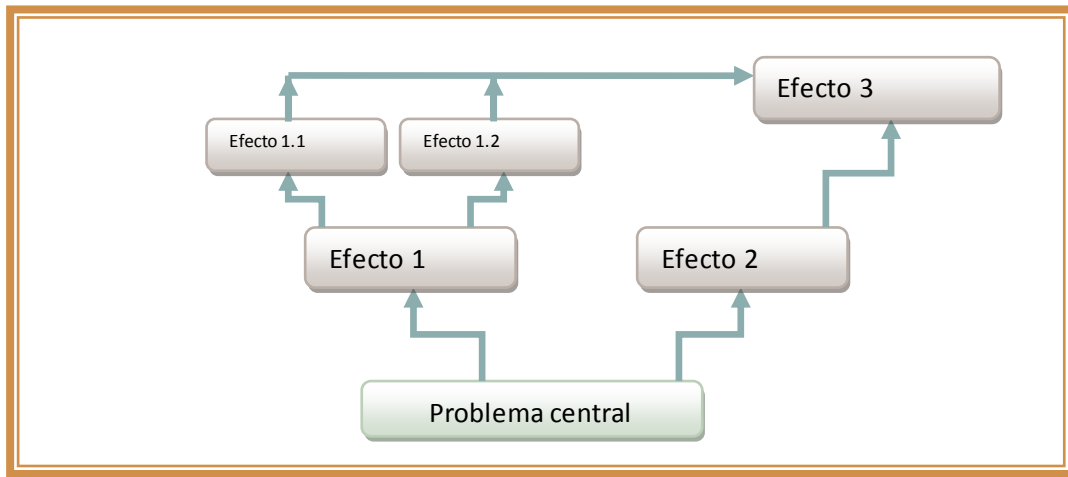 Efecto 3
Efecto 1.1
Efecto 1.2
Efecto 1
Efecto 2
Problema central